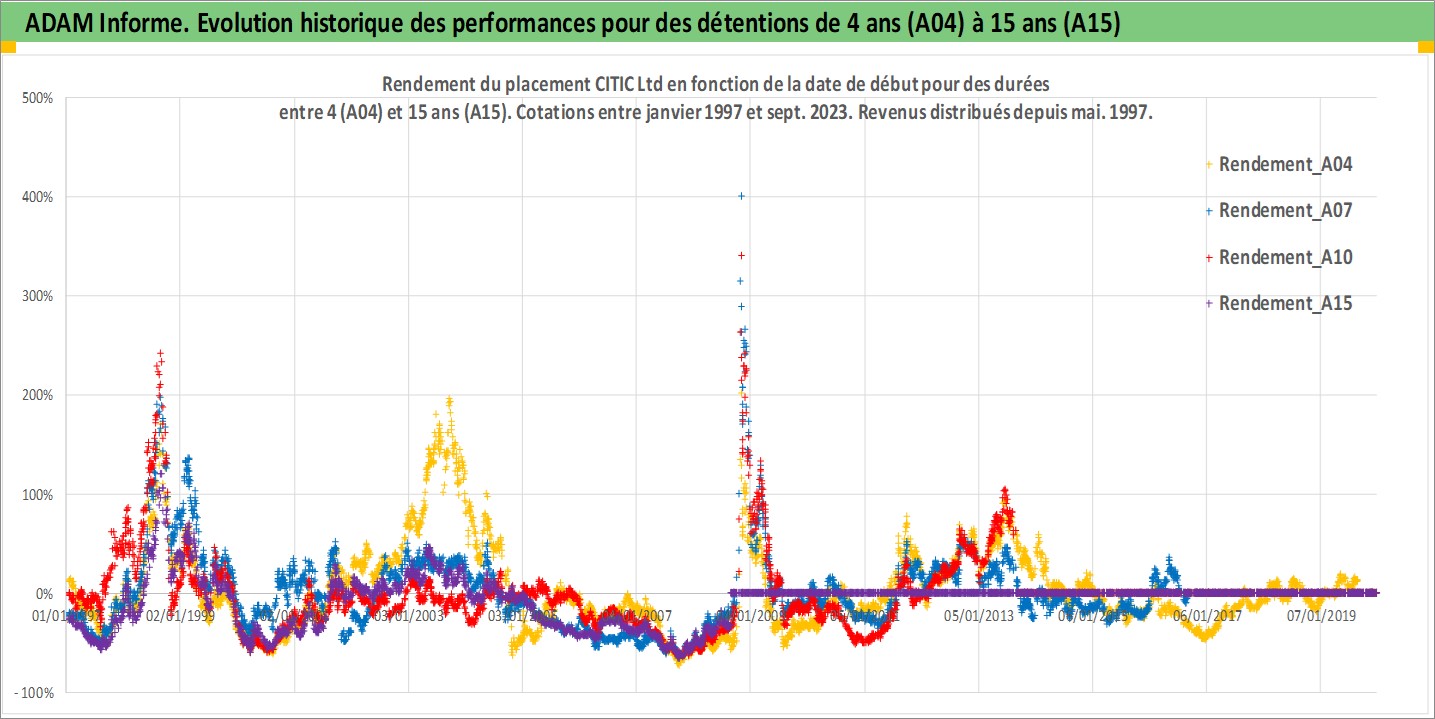 ADAM Informe. Evolution historique des performances pour des détentions de 4 ans (A04) à 15 ans (A15)
Rendement du placement CITIC Ltd en fonction de la date de début pour des durées
entre 4 (A04) et 15 ans (A15). Cotations entre janvier 1997 et sept. 2023. Revenus distribués depuis mai. 1997.
500%
400%
300%
200%
100%
0%
-100%
Rendement_A04
Rendement_A07
Rendement_A10
Rendement_A15
02/01/1999
05/01/2013
06/01/2017
07/01/2019